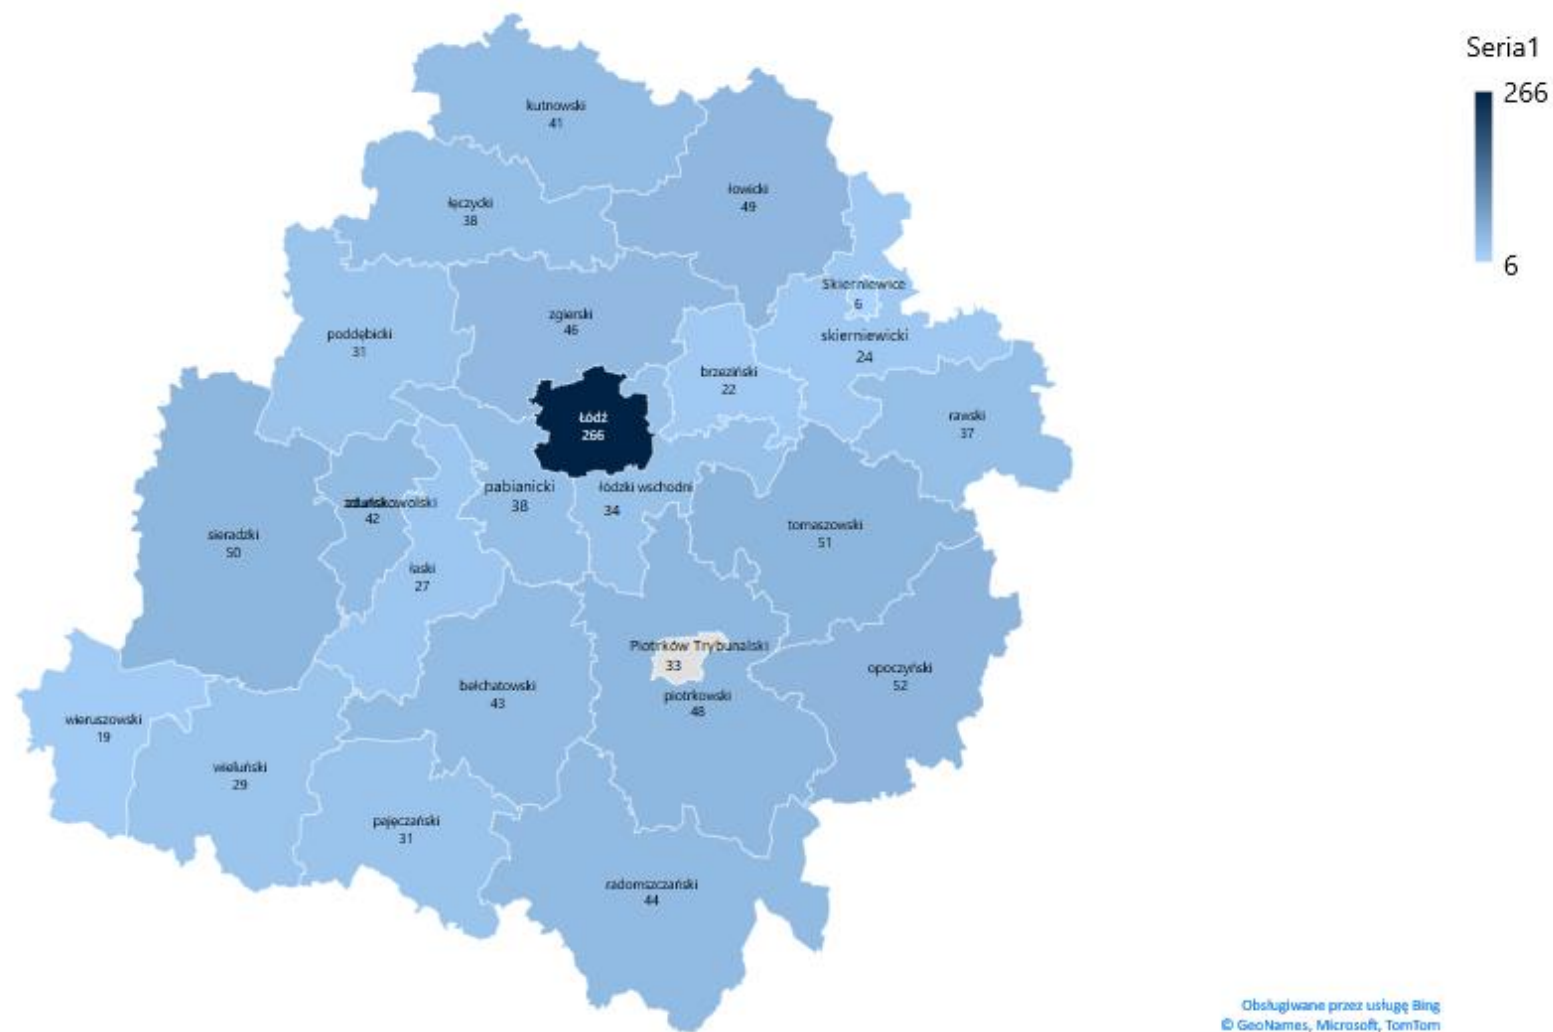 Seria1
266
6
kutnowski
41
łowicki
49
łęczycki
38
Skierniewice
6
zgierski
46
poddębicki
31
skierniewicki
24
brzeziński
22
Łódź
266
rawski
37
pabianicki
38
łódzki wschodni
34
42
sieradzki
50
tomaszowski
51
łaski
27
Piotrków Trybunalski
33
opoczyński
52
bełchatowski
43
piotrkowski
48
wieruszowski
19
wieluński
29
pajęczański
31
radomszczański
44
Obsługiwane przez usługę Bing
© GeoNames, Microsoft, TomTom